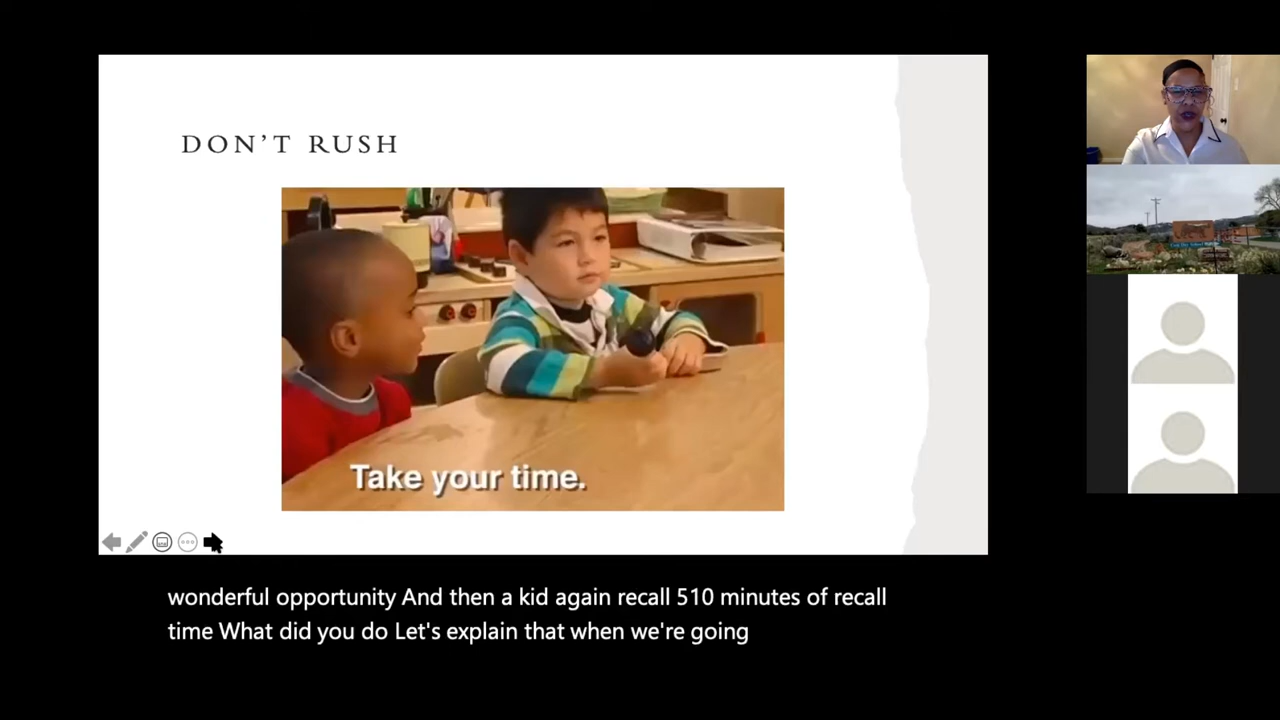 DON'T RUSH
Take your time.
wonderful opportunity And then a kid again recall 510 minutes of recall
time What did you do Let's explain that when we're going